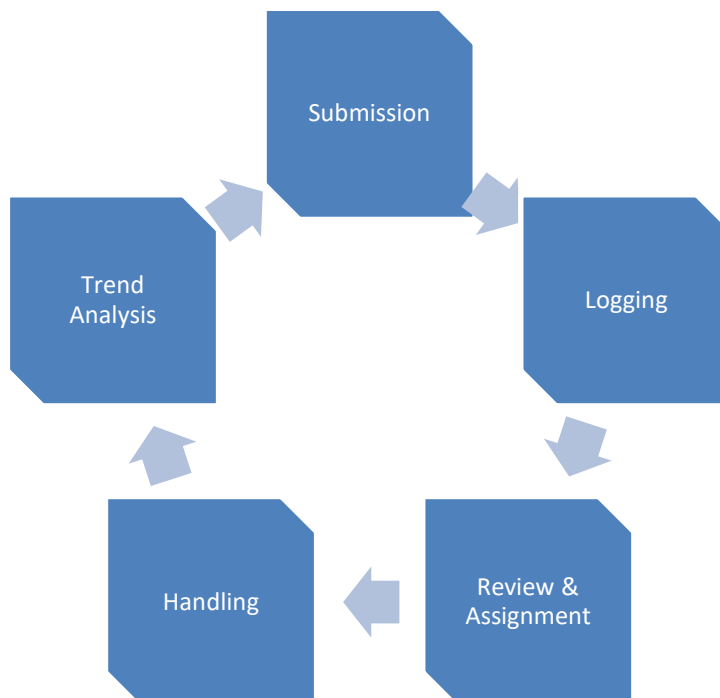 Submission
Logging
Review &
Assignment
Handling
Trend
Analysis